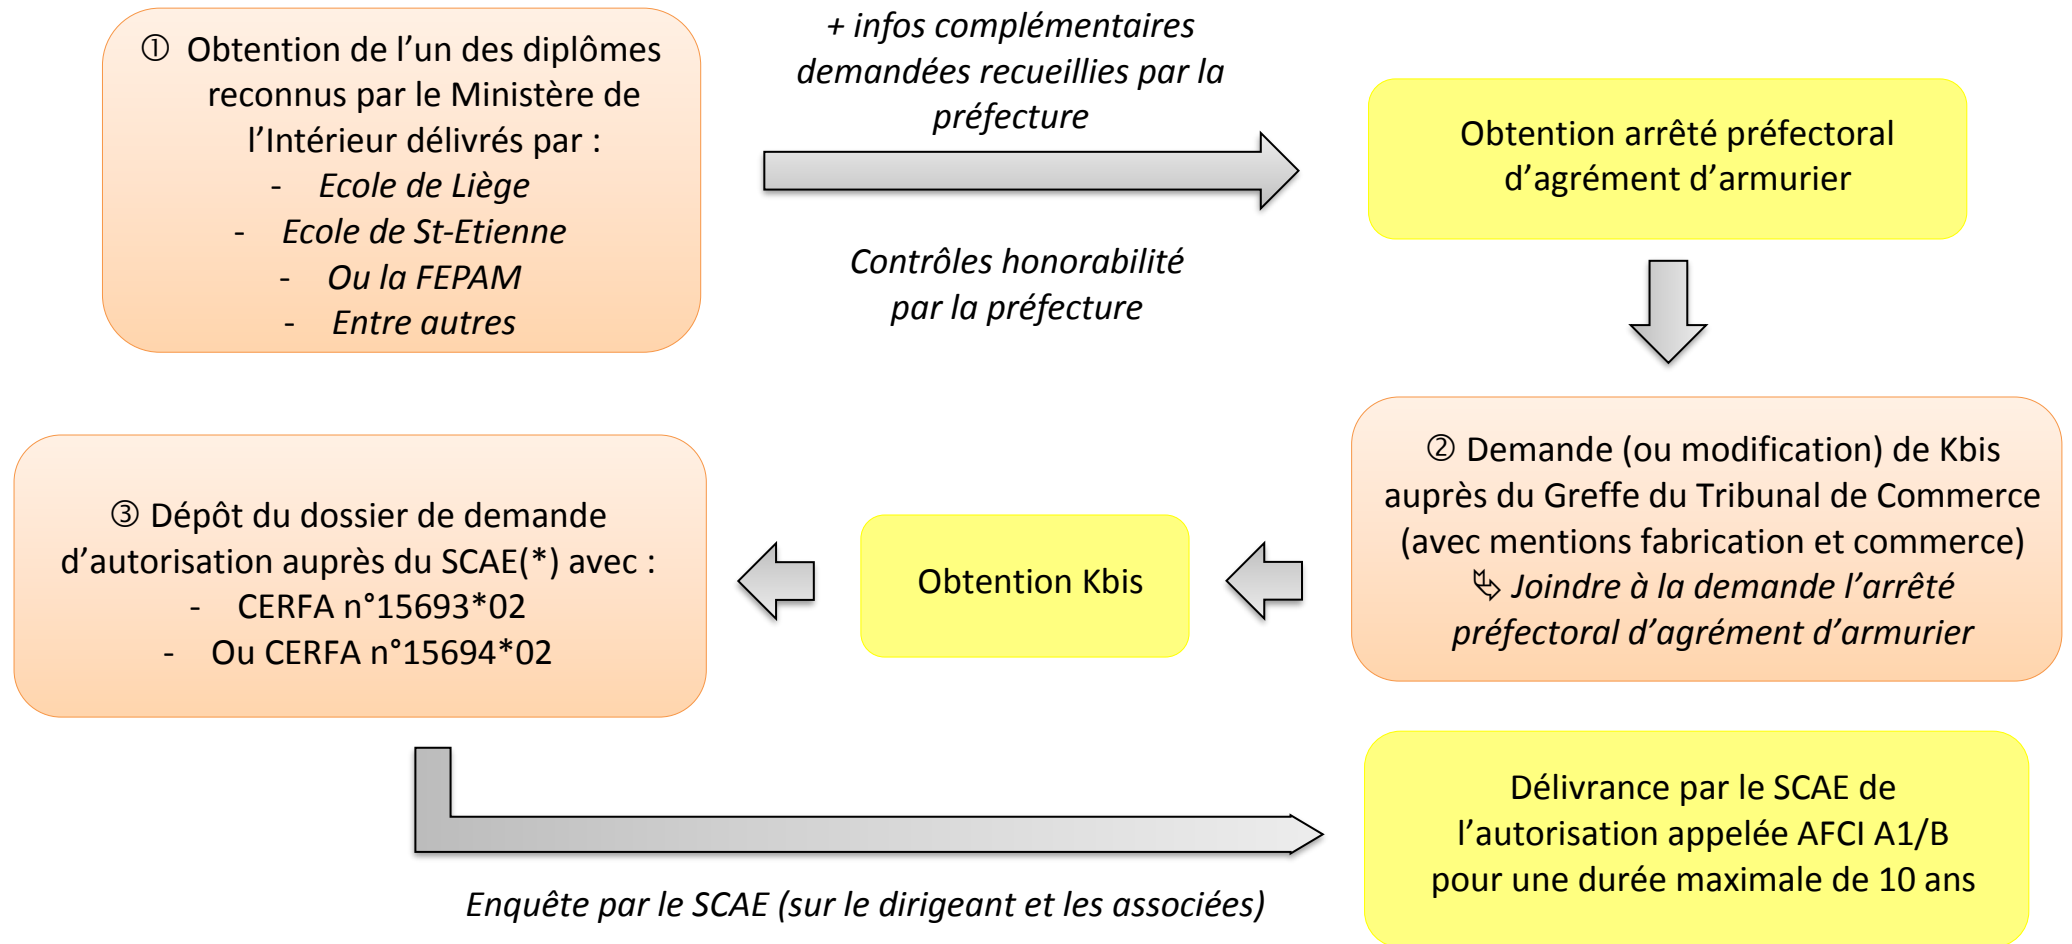 ① Obtention de l’un des diplômes
reconnus par le Ministère de
l’Intérieur délivrés par :
- Ecole de Liège
- Ecole de St-Etienne
- Ou la FEPAM
- Entre autres
+ infos complémentaires
demandées recueillies par la
préfecture
Contrôles honorabilité
par la préfecture
Obtention arrêté préfectoral
d’agrément d’armurier
② Demande (ou modification) de Kbis
auprès du Greffe du Tribunal de Commerce
(avec mentions fabrication et commerce)
↳ Joindre à la demande l’arrêté
préfectoral d’agrément d’armurier
Obtention Kbis
③ Dépôt du dossier de demande
d’autorisation auprès du SCAE(*) avec :
- CERFA n°15693*02
- Ou CERFA n°15694*02
Enquête par le SCAE (sur le dirigeant et les associées)
Délivrance par le SCAE de
l’autorisation appelée AFCI A1/B
pour une durée maximale de 10 ans